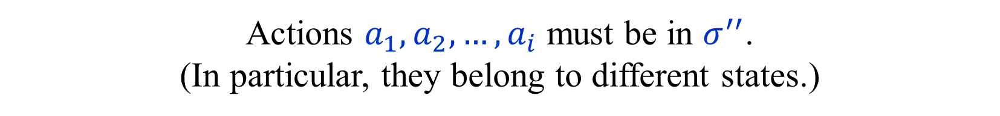 Actions a₁, a₂, … , aᵢ must be in σ′′.
(In particular, they belong to different states.)